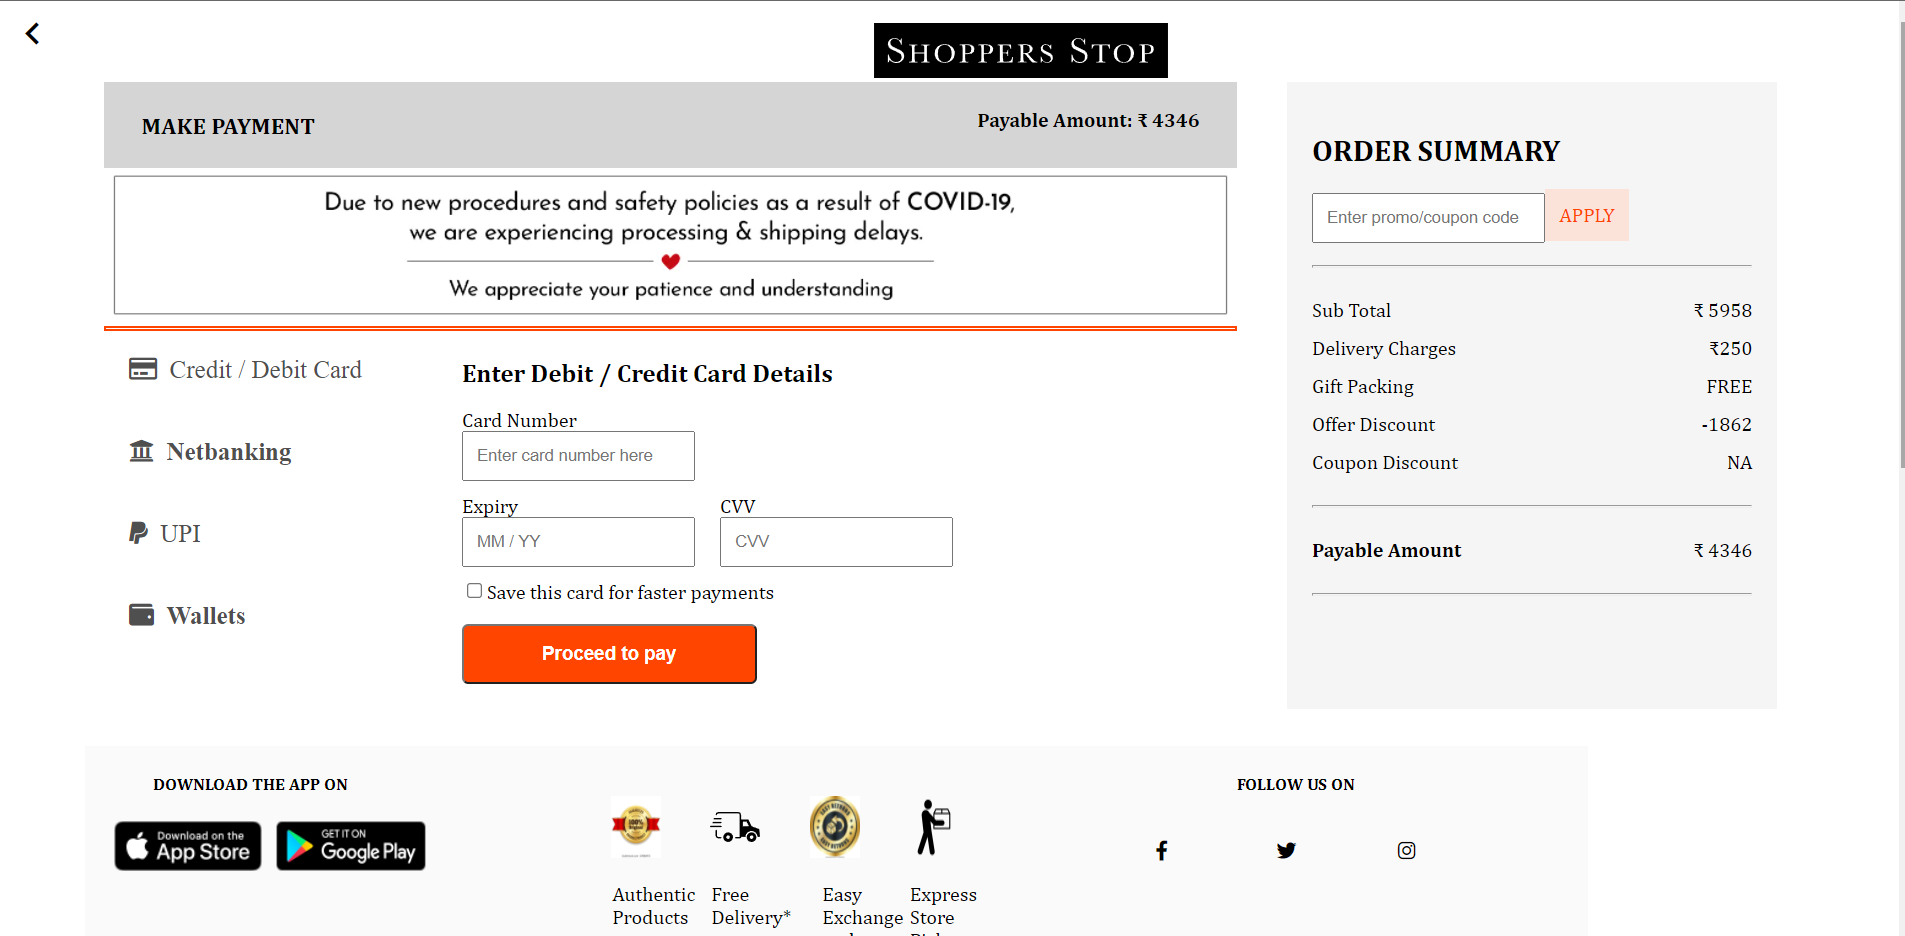 SHOPPERS STOP
MAKE PAYMENT
Payable Amount: ₹ 4346
Due to new procedures and safety policies as a result of COVID-19,
we are experiencing processing & shipping delays.
We appreciate your patience and understanding
Credit / Debit Card
Netbanking
UPI
Wallets
Enter Debit / Credit Card Details
Card Number
Enter card number here
Expiry
CVV
MM / YY
CVV
Save this card for faster payments
Proceed to pay
ORDER SUMMARY
Enter promo/coupon code
APPLY
Sub Total ₹ 5958
Delivery Charges ₹250
Gift Packing FREE
Offer Discount -1862
Coupon Discount NA
Payable Amount ₹ 4346
DOWNLOAD THE APP ON
Download on the
App Store
GET IT ON
Google Play
100%
Authentic
Products
Free
Delivery*
EASY RETURNS
Easy
Exchange
Express
Store
FOLLOW US ON